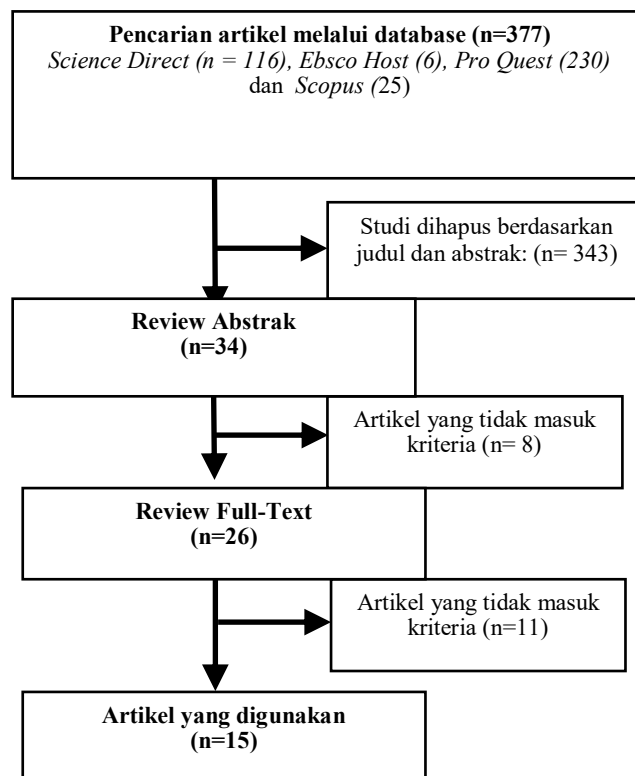 Pencarian artikel melalui database (n=377)
Science Direct (n = 116), Ebsco Host (6), Pro Quest (230)
dan Scopus (25)
Studi dihapus berdasarkan
judul dan abstrak: (n= 343)
Review Abstrak
(n=34)
Artikel yang tidak masuk
kriteria (n= 8)
Review Full-Text
(n=26)
Artikel yang tidak masuk
kriteria (n=11)
Artikel yang digunakan
(n=15)